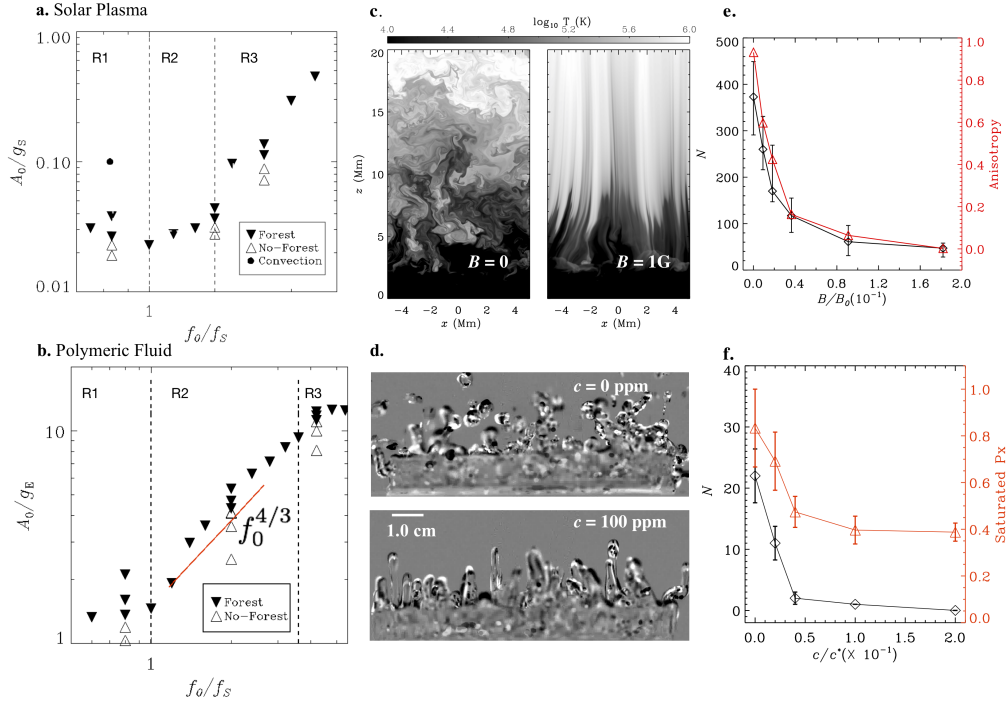 a. Solar Plasma
1.00
0.10
0.01
A₀/g_S
R1 R2 R3
▼ Forest
△ No-Forest
● Convection
1
f₀/f_S
b. Polymeric Fluid
10
1
A₀/g_E
R1 R2 R3
f₀^{4/3}
▼ Forest
△ No-Forest
1
f₀/f_S
c.
log₁₀ T (K)
4.0 4.4 4.8 5.2 5.6 6.0
20
15
10
5
0
z (Mm)
B = 0
B = 1G
-4 -2 0 2 4
-4 -2 0 2 4
x (Mm)
x (Mm)
d.
c = 0 ppm
1.0 cm
c = 100 ppm
e.
500
400
300
200
100
0
N
1.0
0.8
0.6
0.4
0.2
0.0
Anisotropy
0.0 0.4 0.8 1.2 1.6 2.0
B/B₀(10⁻¹)
f.
40
30
20
10
0
N
1.0
0.8
0.6
0.4
0.2
0.0
Saturated Px
0.0 0.5 1.0 1.5 2.0
c/c*(× 10⁻¹)